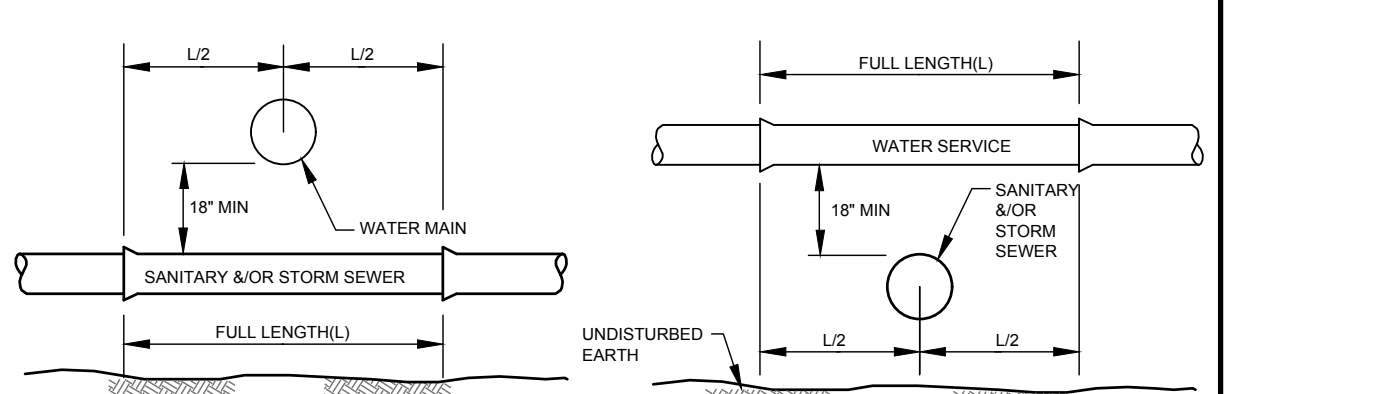 L/2
L/2
18" MIN
WATER MAIN
SANITARY &/OR STORM SEWER
FULL LENGTH(L)
FULL LENGTH(L)
WATER SERVICE
18" MIN
SANITARY
&/OR
STORM
SEWER
UNDISTURBED
EARTH
L/2
L/2